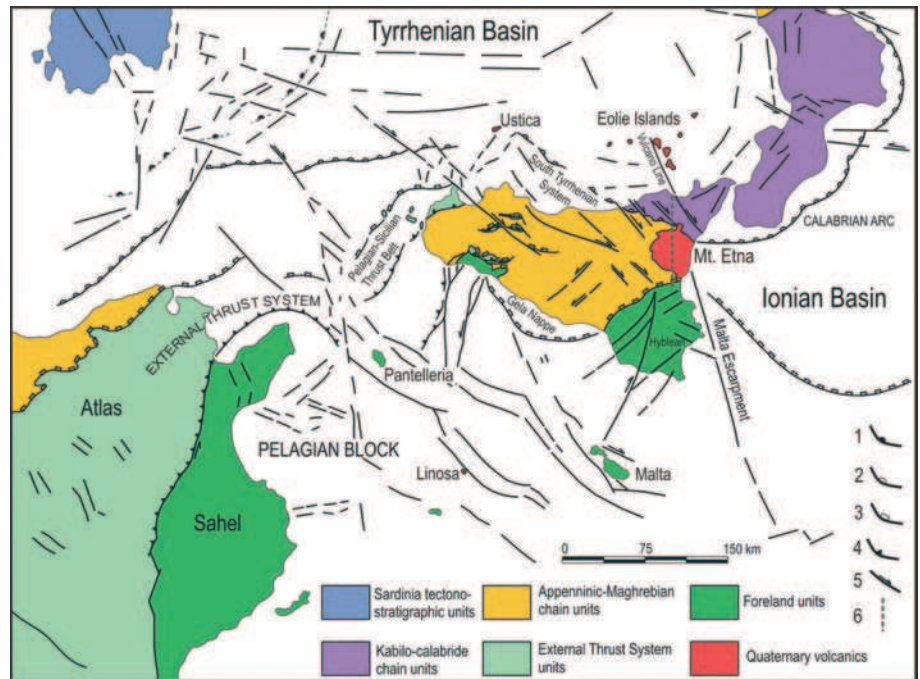 Tyrrhenian Basin
Ustica
Eolie Islands
Vulcano Line
South Tyrrhenian
System
CALABRIAN ARC
Pelagian-Sicilian
Thrust Belt
Mt. Etna
Ionian Basin
EXTERNAL THRUST SYSTEM
Gela Nappe
Hyblean
Malta Escarpment
Pantelleria
Atlas
PELAGIAN BLOCK
Linosa
Malta
Sahel
1
2
3
4
5
6
0 75 150 km
Sardinia tectono-
stratigraphic units
Appenninic-Maghrebian
chain units
Foreland units
Kabilo-calabride
chain units
External Thrust System
units
Quaternary volcanics